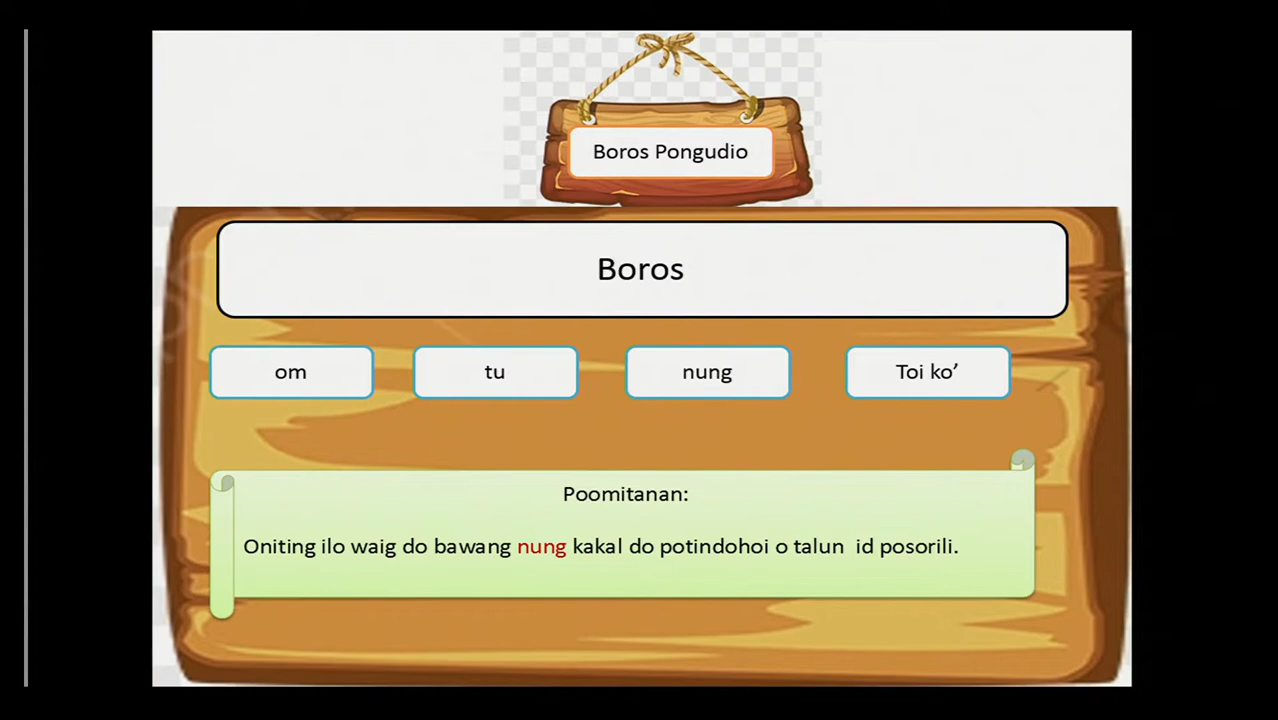 Boros Pongudio
Boros
om tu nung Toi ko’
Poomitanan:
Oniting ilo waig do bawang nung kakal do potindohoi o talun id posorili.